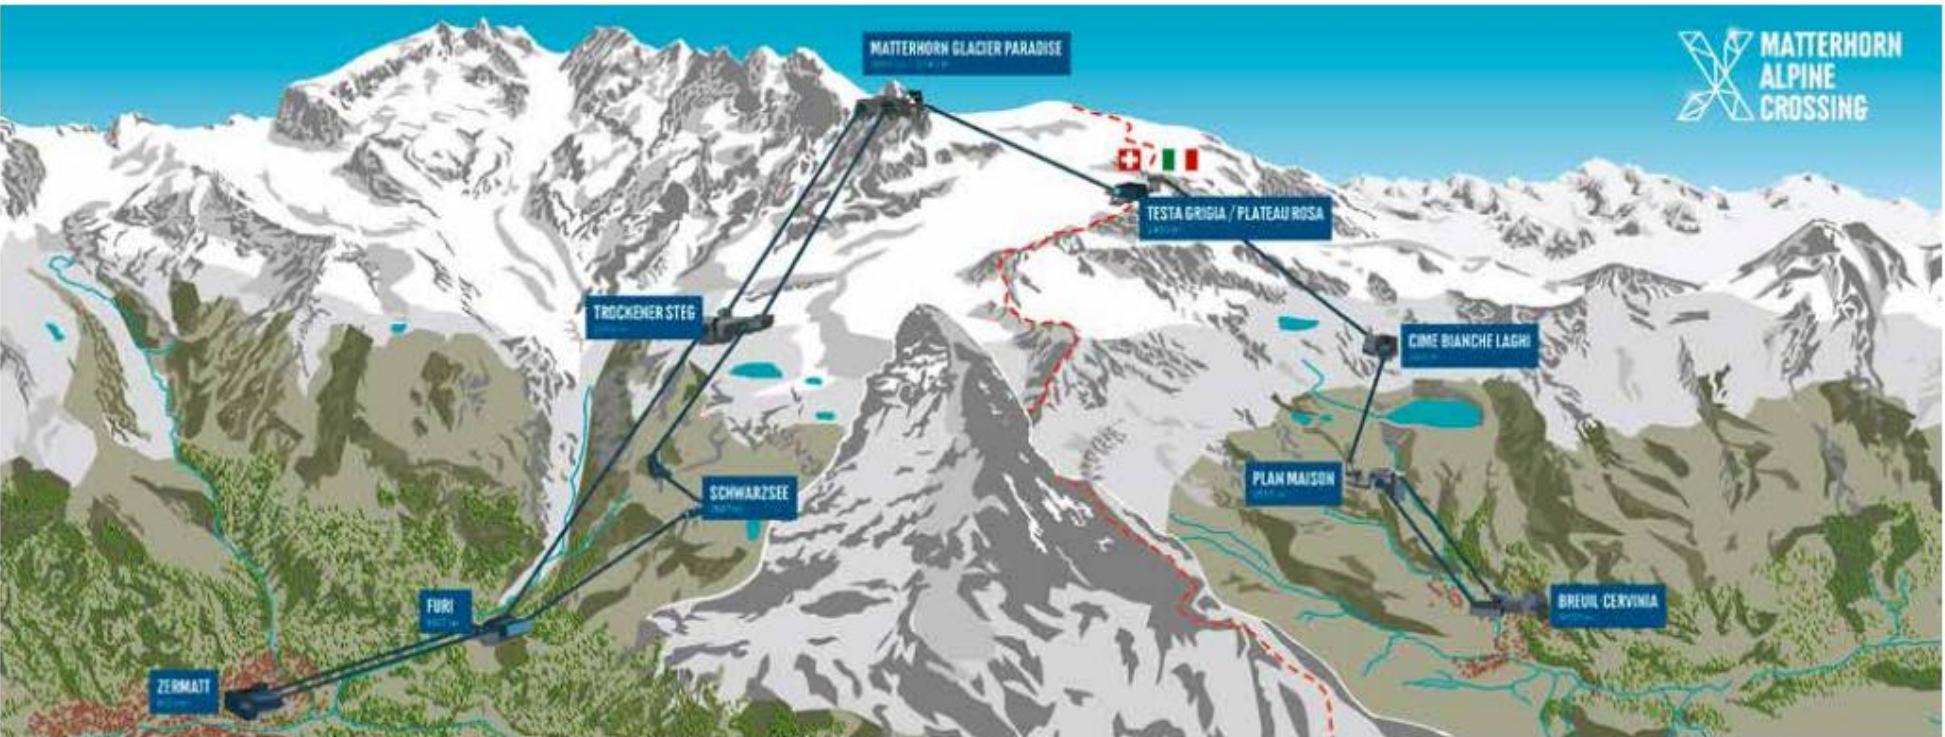 MATTERHORN GLACIER PARADISE
MATTERHORN
ALPINE
CROSSING
TESTA GRIGIA / PLATEAU ROSA
TROCKENER STEG
CIME BIANCHE LAGHI
PLAN MAISON
SCHWARZSEE
BREUIL-CERVINIA
FURI
ZERMATT